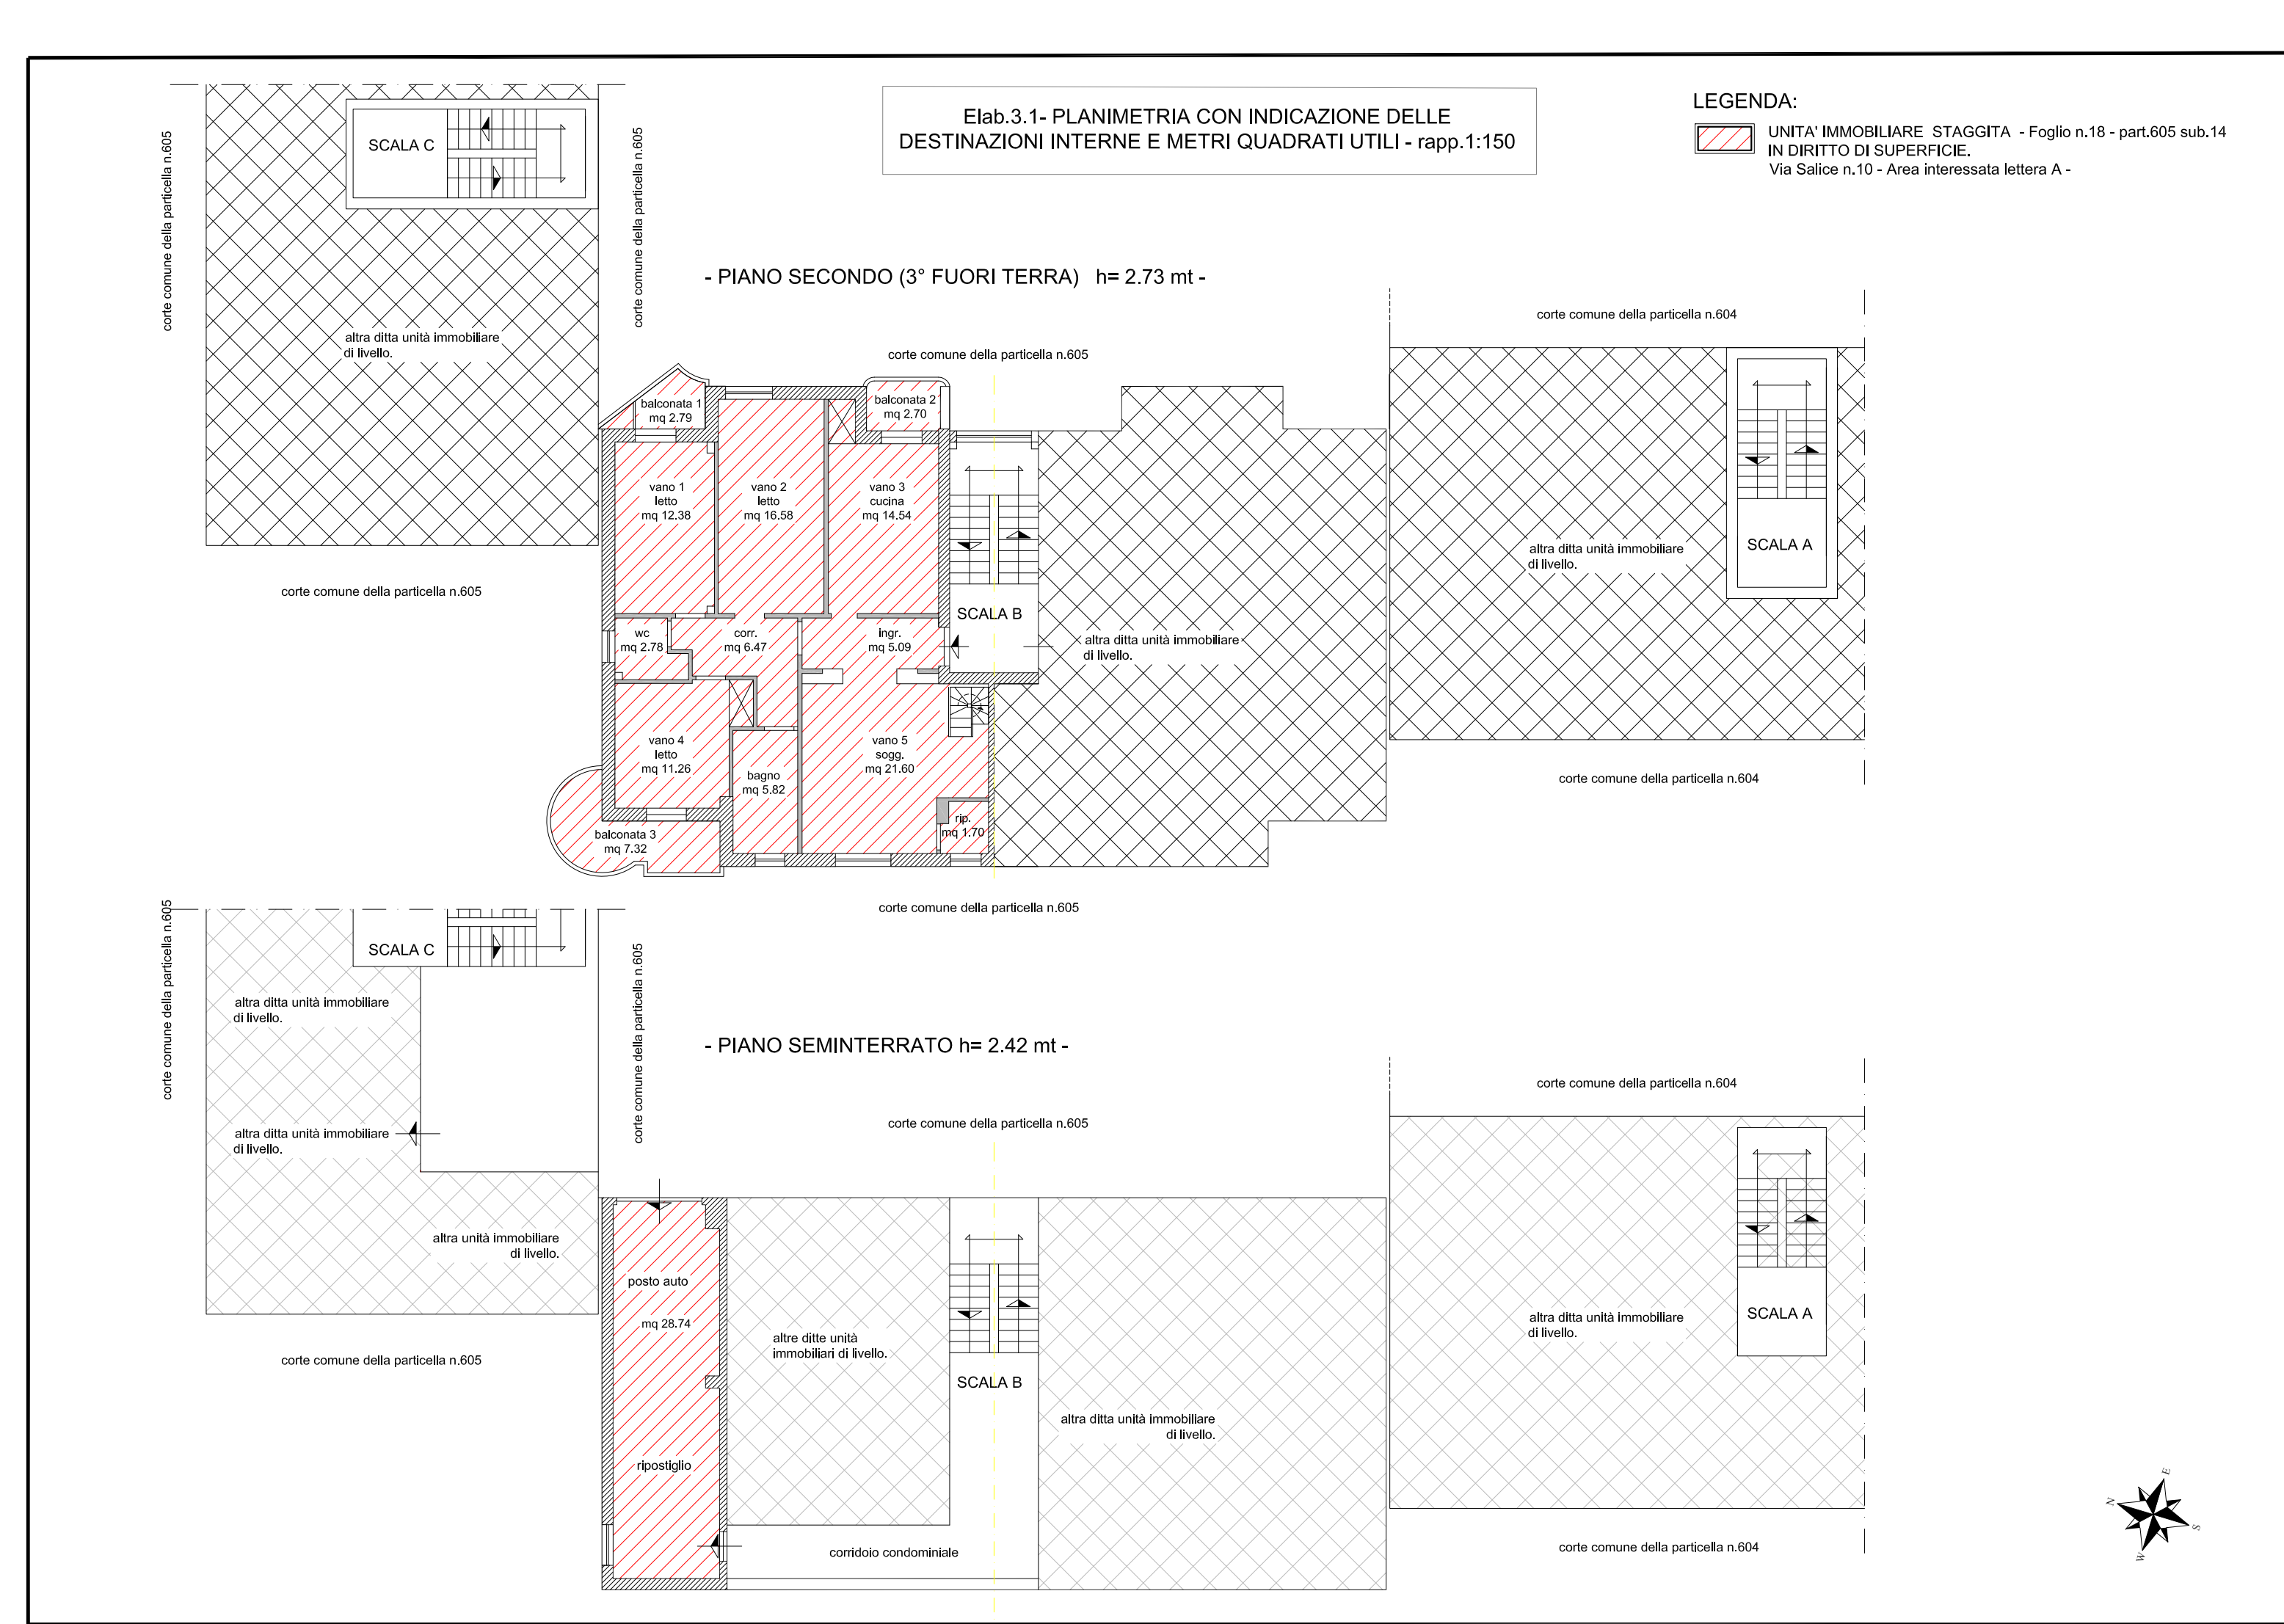 Elab.3.1- PLANIMETRIA CON INDICAZIONE DELLE
DESTINAZIONI INTERNE E METRI QUADRATI UTILI - rapp.1:150
LEGENDA:
UNITA' IMMOBILIARE STAGGITA - Foglio n.18 - part.605 sub.14
IN DIRITTO DI SUPERFICIE.
Via Salice n.10 - Area interessata lettera A -
SCALA C
corte comune della particella n.605
corte comune della particella n.605
altra ditta unità immobiliare
di livello.
corte comune della particella n.605
- PIANO SECONDO (3° FUORI TERRA) h= 2.73 mt -
corte comune della particella n.605
balconata 1
mq 2.79
balconata 2
mq 2.70
vano 1
letto
mq 12.38
vano 2
letto
mq 16.58
vano 3
cucina
mq 14.54
wc
mq 2.78
corr.
mq 6.47
ingr.
mq 5.09
SCALA B
vano 4
letto
mq 11.26
bagno
mq 5.82
vano 5
sogg.
mq 21.60
rip.
mq 1.70
balconata 3
mq 7.32
altra ditta unità immobiliare
di livello.
corte comune della particella n.605
corte comune della particella n.604
altra ditta unità immobiliare
di livello.
SCALA A
corte comune della particella n.604
corte comune della particella n.605
SCALA C
corte comune della particella n.605
altra ditta unità immobiliare
di livello.
altra ditta unità immobiliare
di livello.
altra unità immobiliare
di livello.
corte comune della particella n.605
- PIANO SEMINTERRATO h= 2.42 mt -
corte comune della particella n.605
posto auto
mq 28.74
ripostiglio
altre ditte unità
immobiliari di livello.
SCALA B
corridoio condominiale
altra ditta unità immobiliare
di livello.
corte comune della particella n.604
altra ditta unità immobiliare
di livello.
SCALA A
corte comune della particella n.604
E
N
S
W